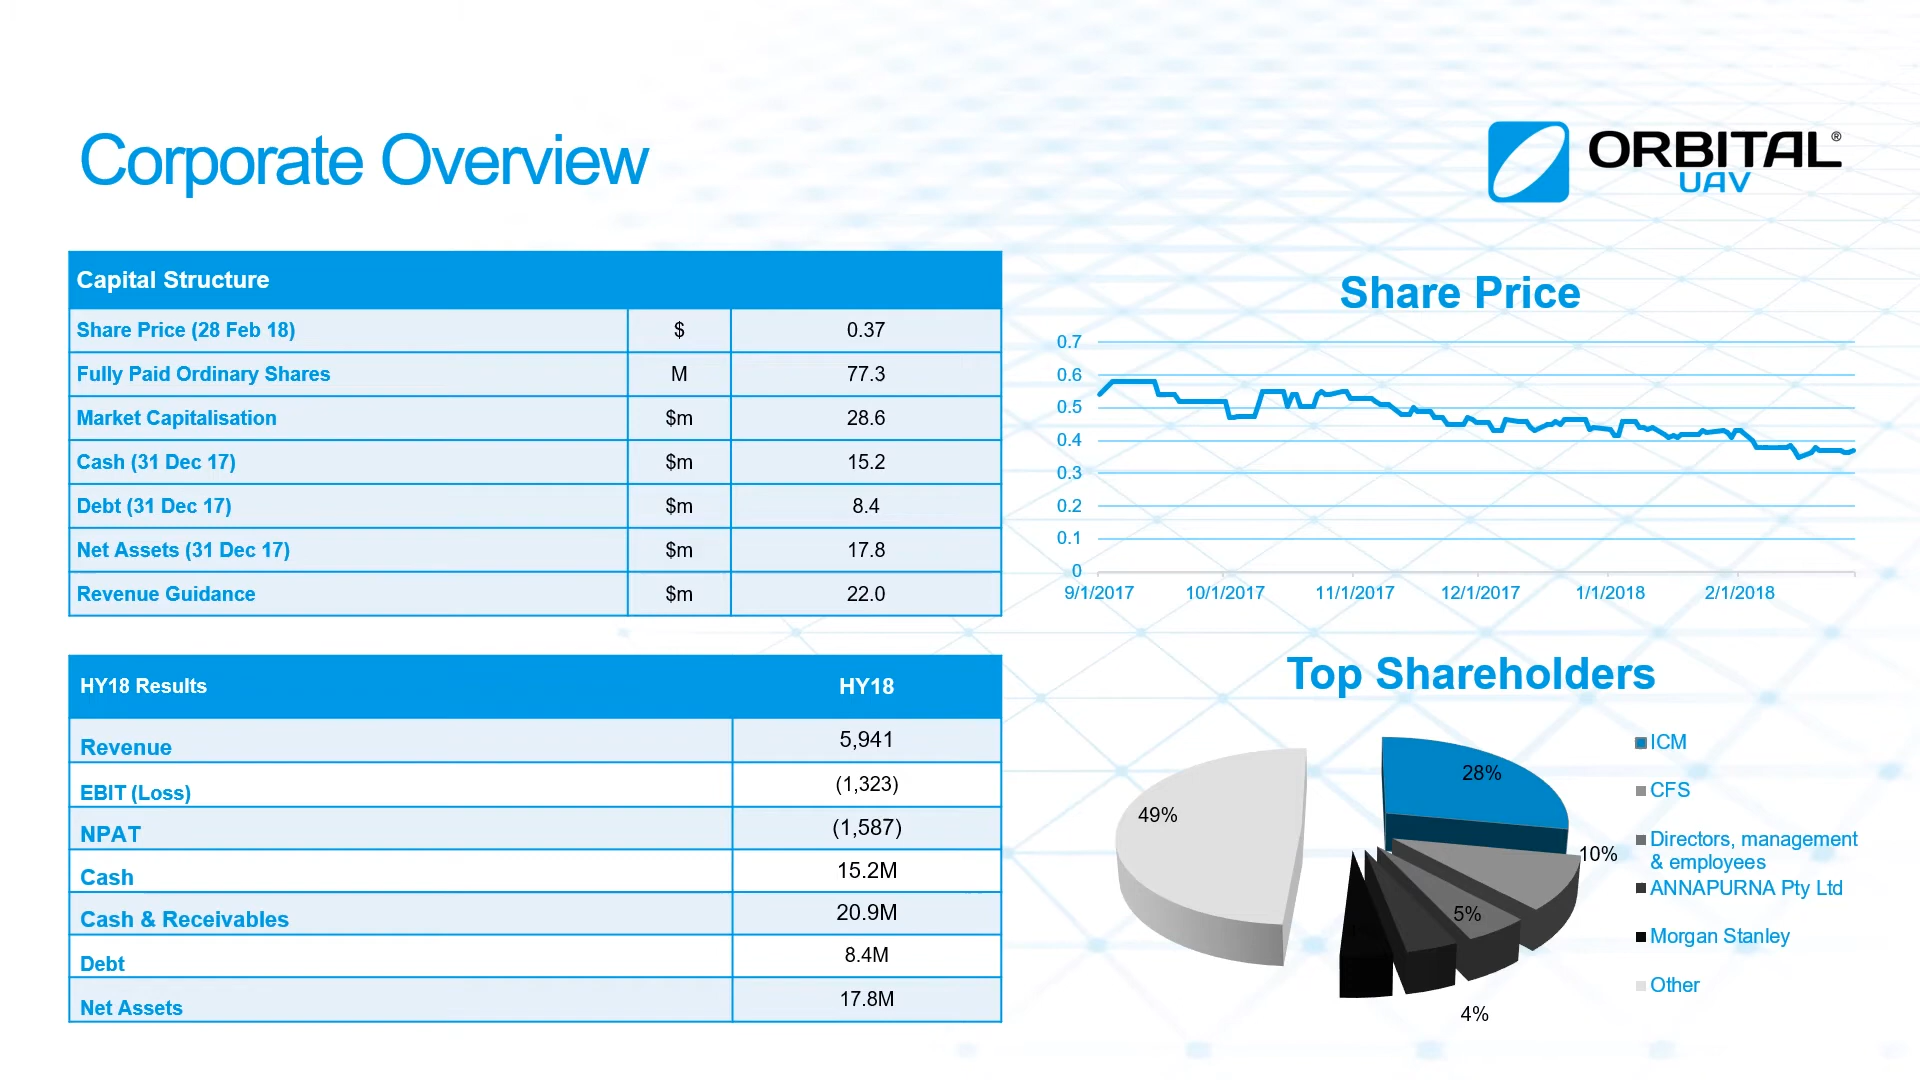 Corporate Overview
ORBITAL®
UAV
Capital Structure
Share Price (28 Feb 18) $ 0.37
Fully Paid Ordinary Shares M 77.3
Market Capitalisation $m 28.6
Cash (31 Dec 17) $m 15.2
Debt (31 Dec 17) $m 8.4
Net Assets (31 Dec 17) $m 17.8
Revenue Guidance $m 22.0
HY18 Results HY18
Revenue 5,941
EBIT (Loss) (1,323)
NPAT (1,587)
Cash 15.2M
Cash & Receivables 20.9M
Debt 8.4M
Net Assets 17.8M
Share Price
0.7
0.6
0.5
0.4
0.3
0.2
0.1
0
9/1/2017 10/1/2017 11/1/2017 12/1/2017 1/1/2018 2/1/2018
Top Shareholders
28%
49%
10%
5%
4%
ICM
CFS
Directors, management
& employees
ANNAPURNA Pty Ltd
Morgan Stanley
Other